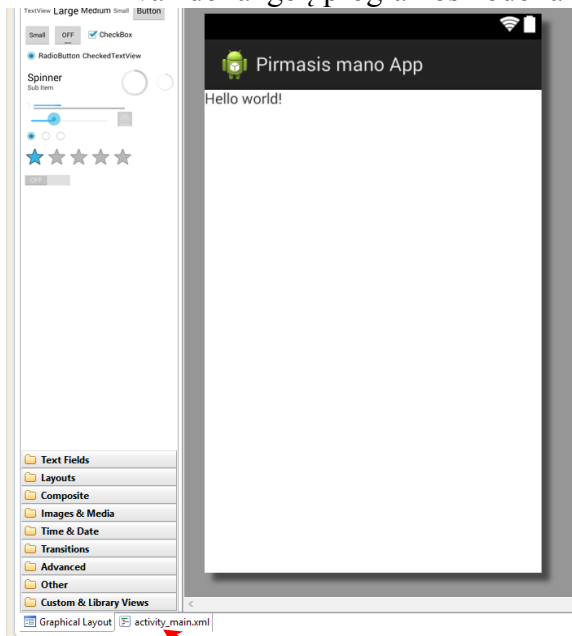 TextView Large Medium Small Button
Small OFF CheckBox
RadioButton CheckedTextView
Spinner
Sub Item
OFF
Text Fields
Layouts
Composite
Images & Media
Time & Date
Transitions
Advanced
Other
Custom & Library Views
Graphical Layout activity_main.xml
Pirmasis mano App
Hello world!